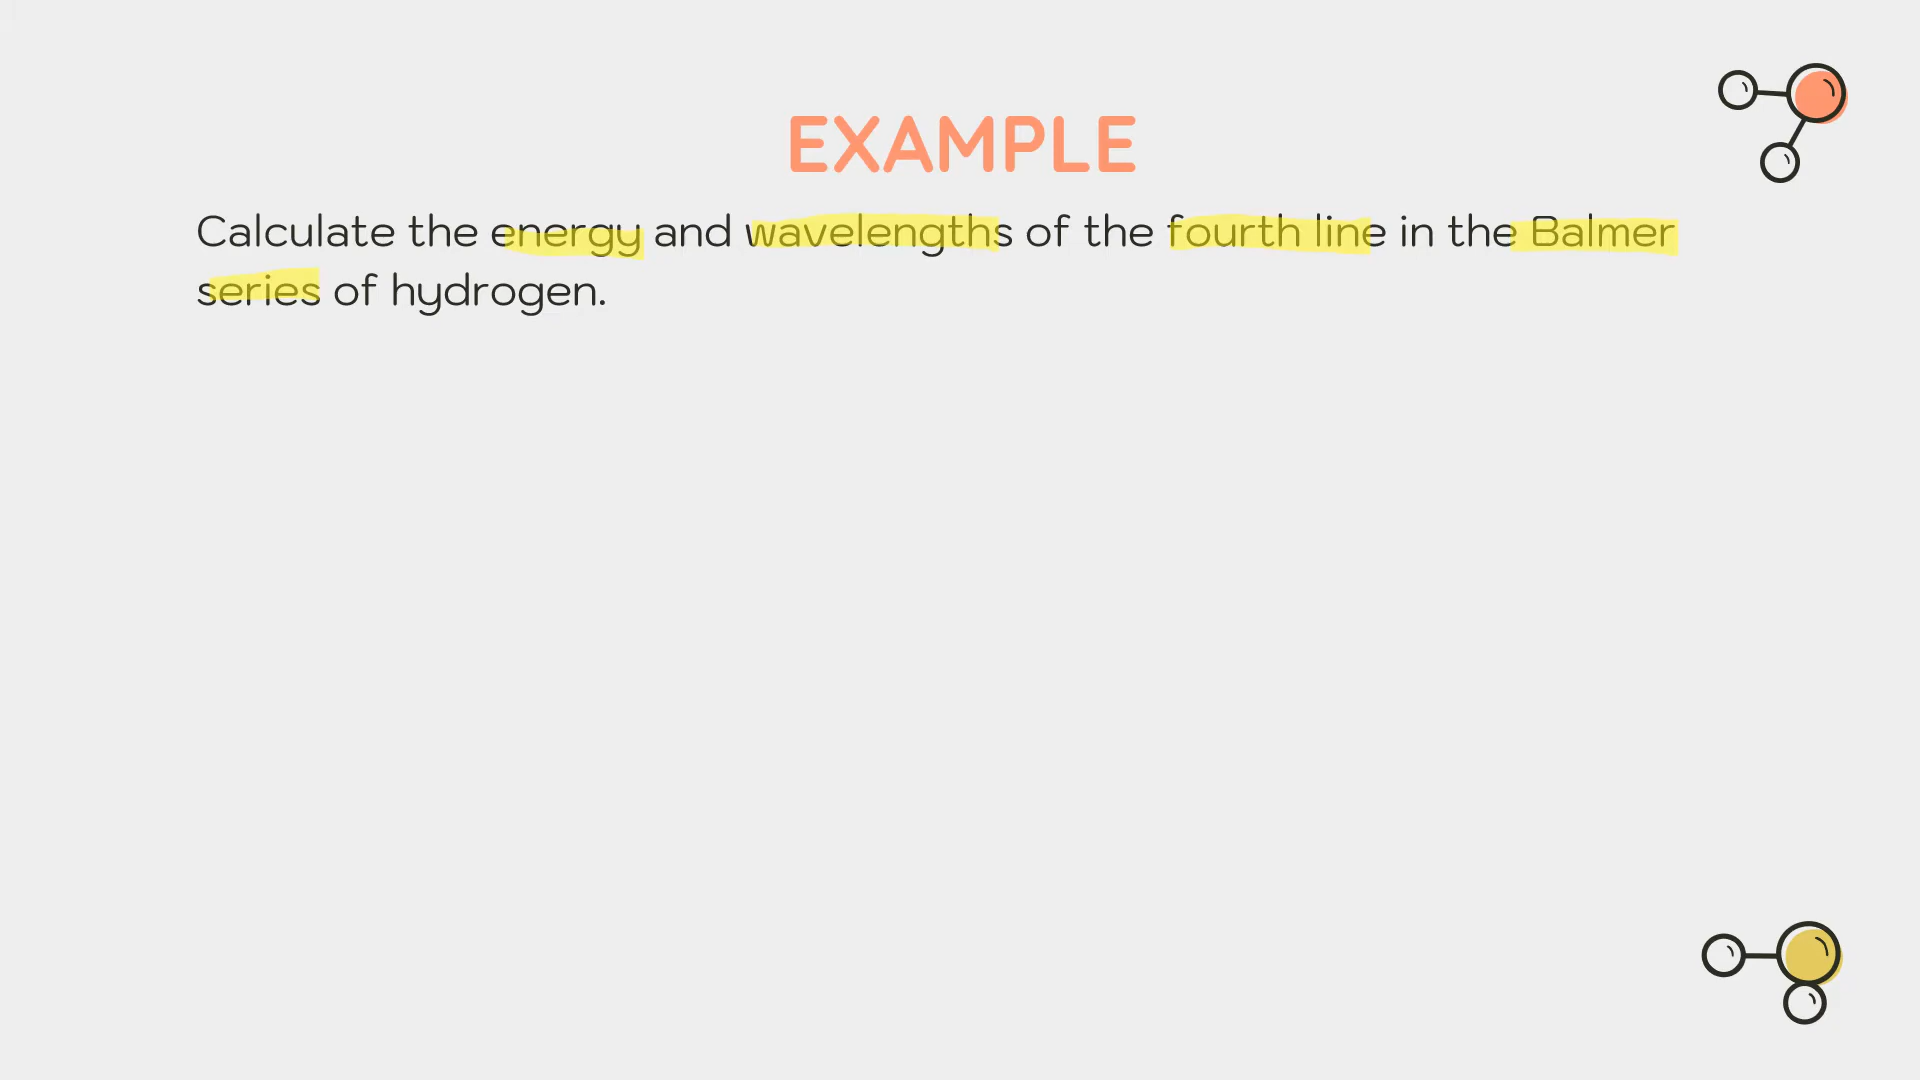 EXAMPLE
Calculate the energy and wavelengths of the fourth line in the Balmer
series of hydrogen.